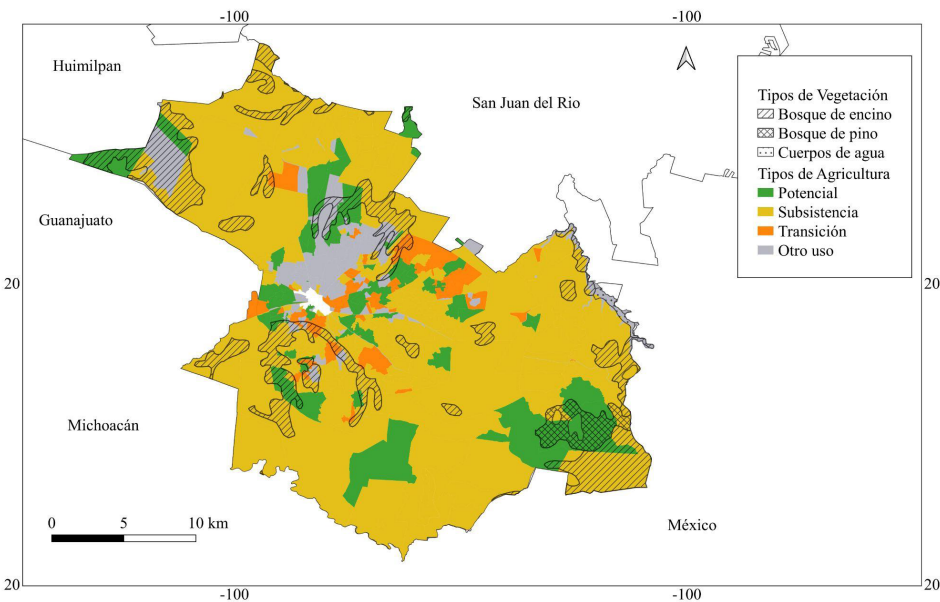 -100
-100
Huimilpan
San Juan del Rio
Tipos de Vegetación
Bosque de encino
Bosque de pino
Cuerpos de agua
Tipos de Agricultura
Potencial
Subsistencia
Transición
Otro uso
Guanajuato
20
20
Michoacán
0 5 10 km
México
20
20
-100
-100